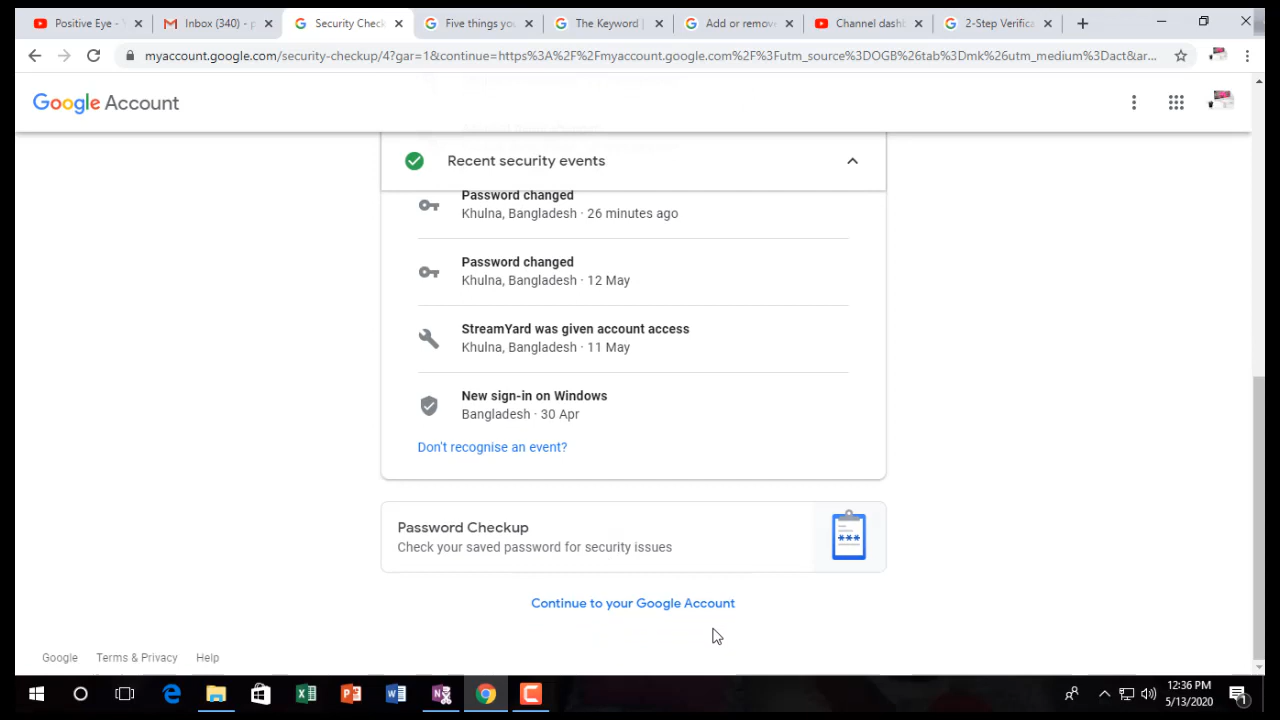 Positive Eye - Y
Inbox (340) - p
Security Check
Five things you
The Keyword |
Add or remove
Channel dashb
2-Step Verifica
myaccount.google.com/security-checkup/4?gar=1&continue=https%3A%2F%2Fmyaccount.google.com%2F%3Futm_source%3DOGB%26tab%3Dmk%26utm_medium%3Dact&ar...
Google Account
Recent security events
Password changed
Khulna, Bangladesh · 26 minutes ago
Password changed
Khulna, Bangladesh · 12 May
StreamYard was given account access
Khulna, Bangladesh · 11 May
New sign-in on Windows
Bangladesh · 30 Apr
Don't recognise an event?
Password Checkup
Check your saved password for security issues
***
Continue to your Google Account
Google Terms & Privacy Help
12:36 PM
5/13/2020
1